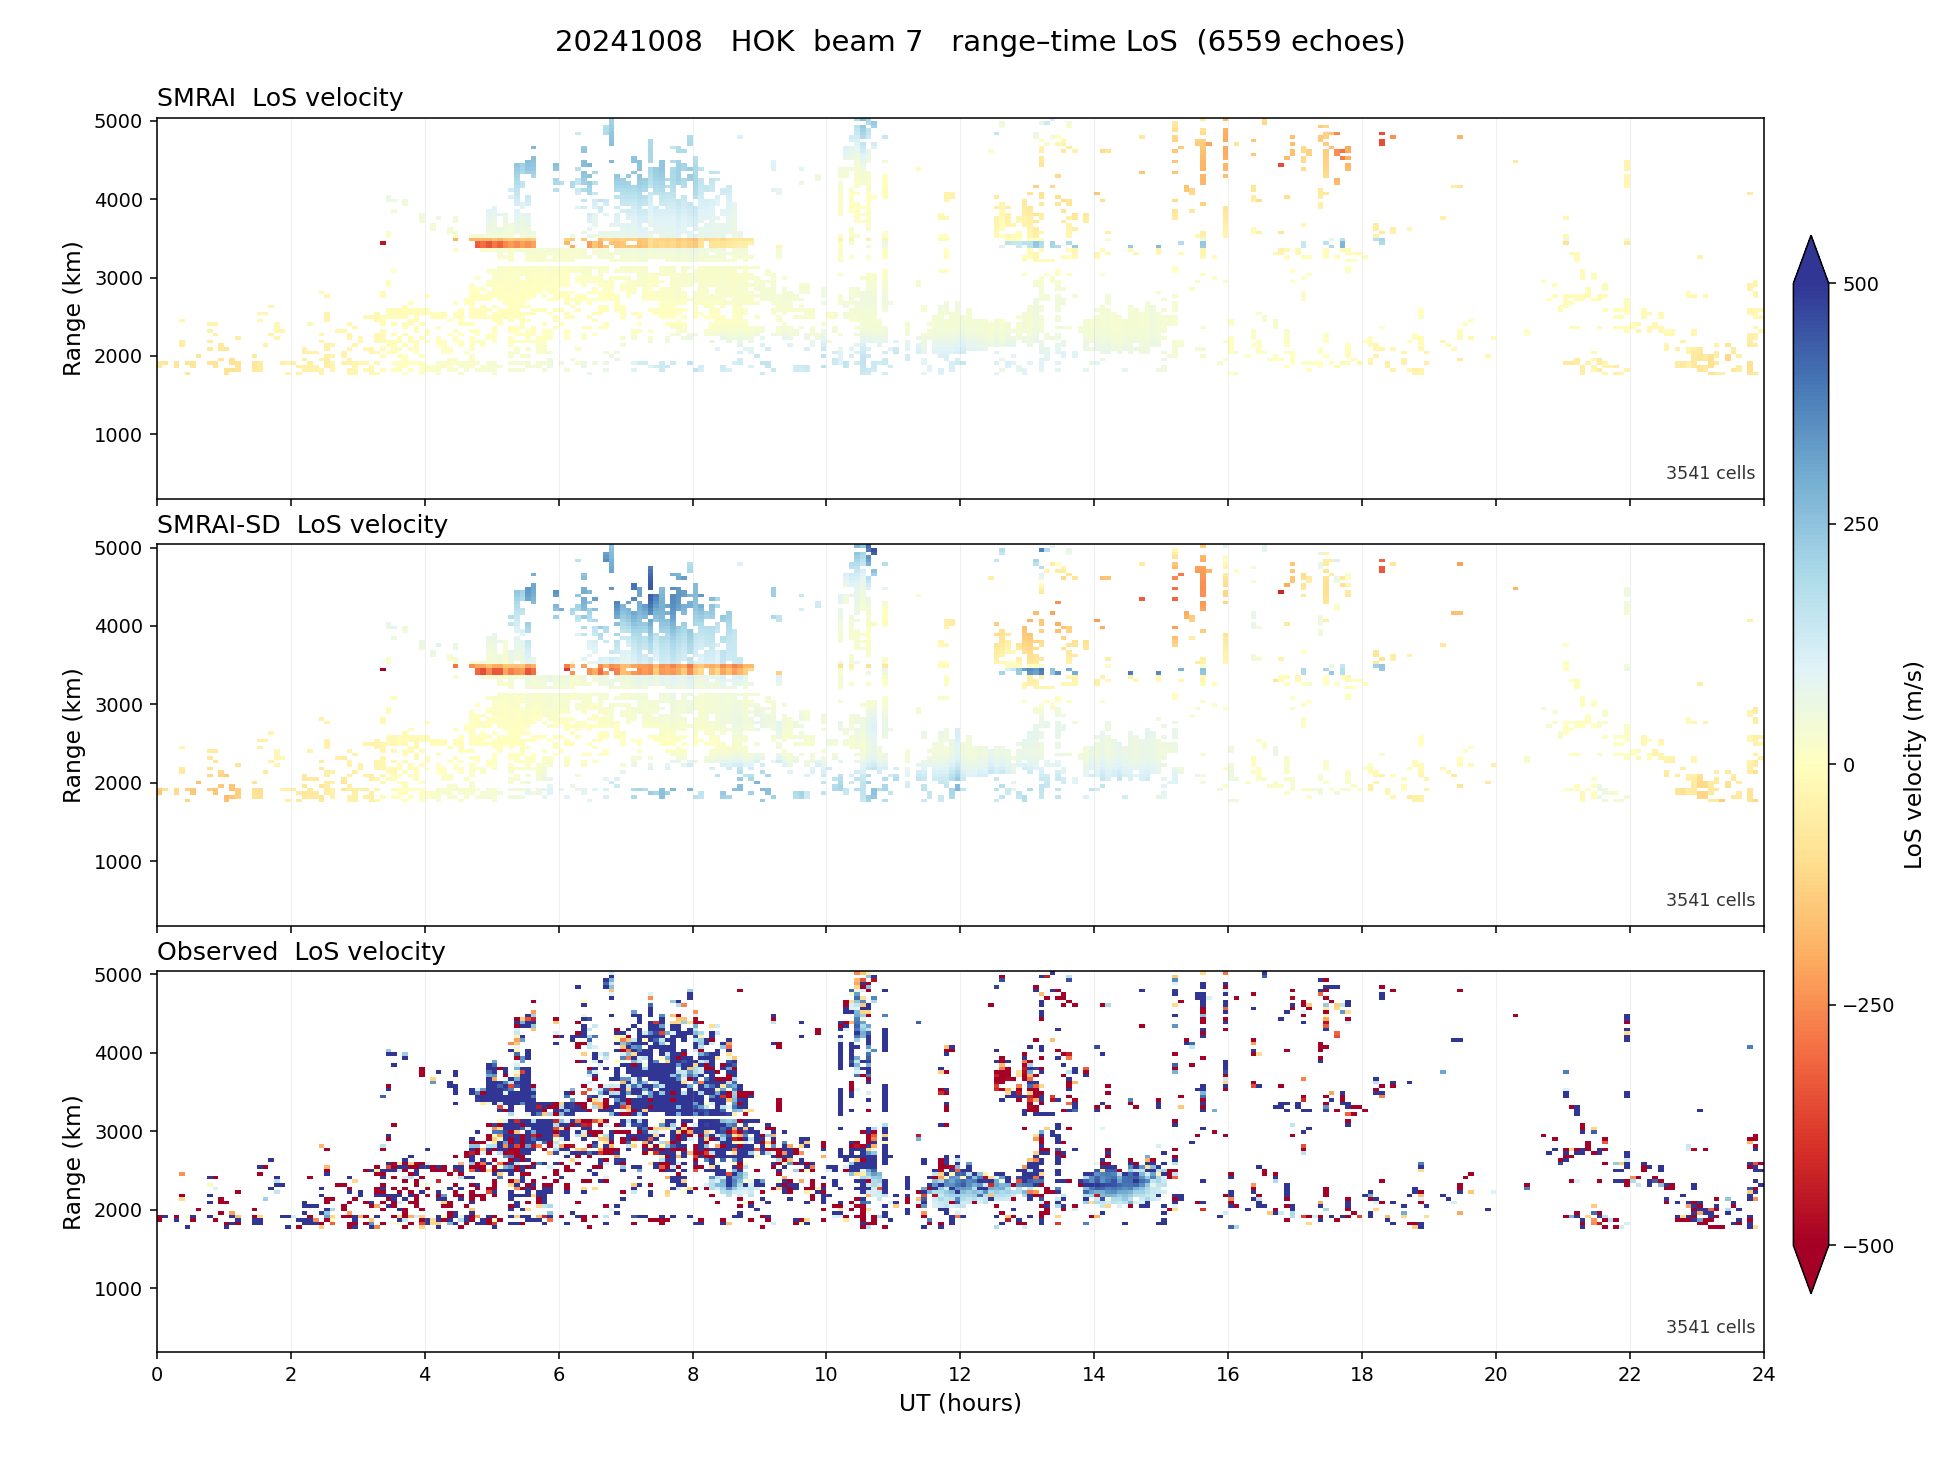 20241008 HOK beam 7 range–time LoS (6559 echoes)
SMRAI LoS velocity
5000
4000
3000
2000
1000
Range (km)
3541 cells
SMRAI-SD LoS velocity
5000
4000
3000
2000
1000
Range (km)
3541 cells
Observed LoS velocity
5000
4000
3000
2000
1000
Range (km)
3541 cells
0 2 4 6 8 10 12 14 16 18 20 22 24
UT (hours)
500
250
0
−250
−500
LoS velocity (m/s)